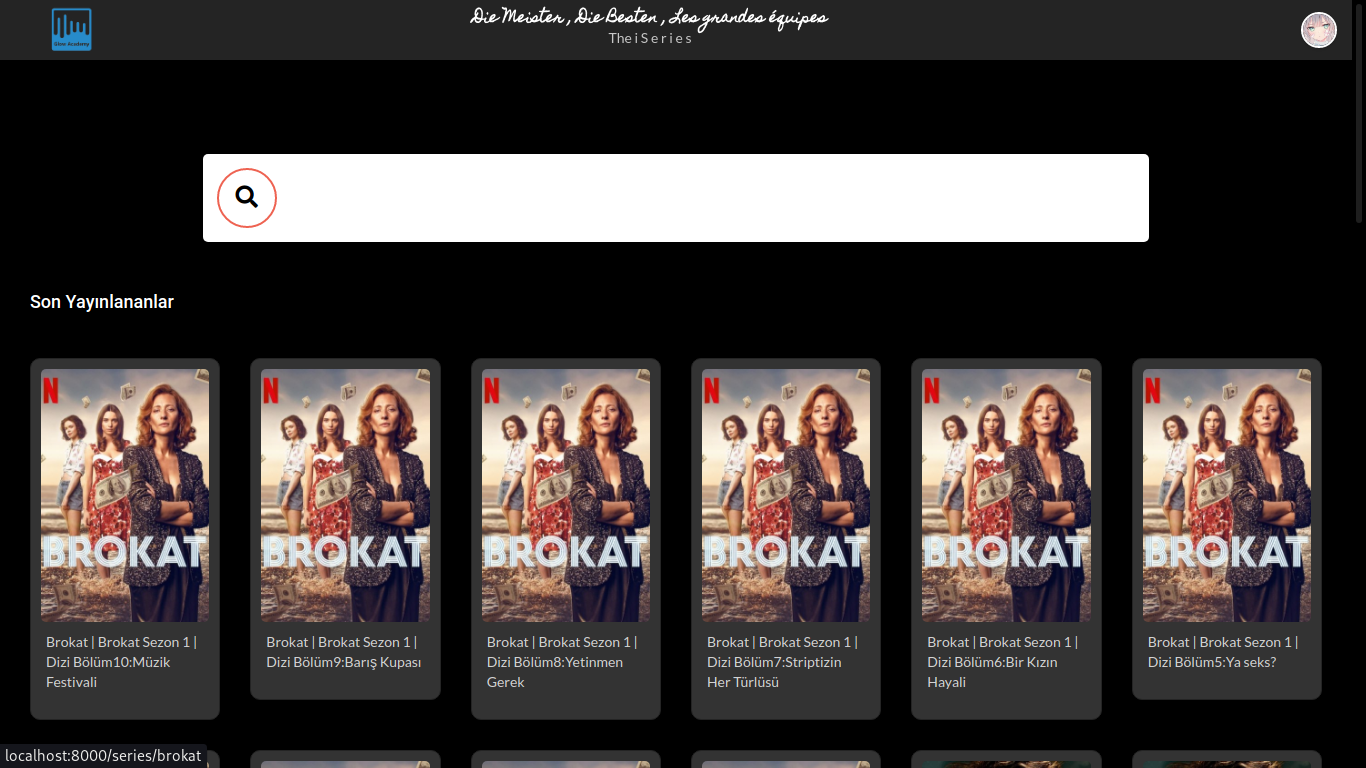 Die Meister , Die Besten , Les grandes équipes
The i S e r i e s
Son Yayınlananlar
N
N
N
N
N
N
BROKAT
BROKAT
BROKAT
BROKAT
BROKAT
BROKAT
Brokat | Brokat Sezon 1 |
Dizi Bölüm10:Müzik
Festivali
Brokat | Brokat Sezon 1 |
Dizi Bölüm9:Barış Kupası
Brokat | Brokat Sezon 1 |
Dizi Bölüm8:Yetinmen
Gerek
Brokat | Brokat Sezon 1 |
Dizi Bölüm7:Striptizin
Her Türlüsü
Brokat | Brokat Sezon 1 |
Dizi Bölüm6:Bir Kızın
Hayali
Brokat | Brokat Sezon 1 |
Dizi Bölüm5:Ya seks?
localhost:8000/series/brokat